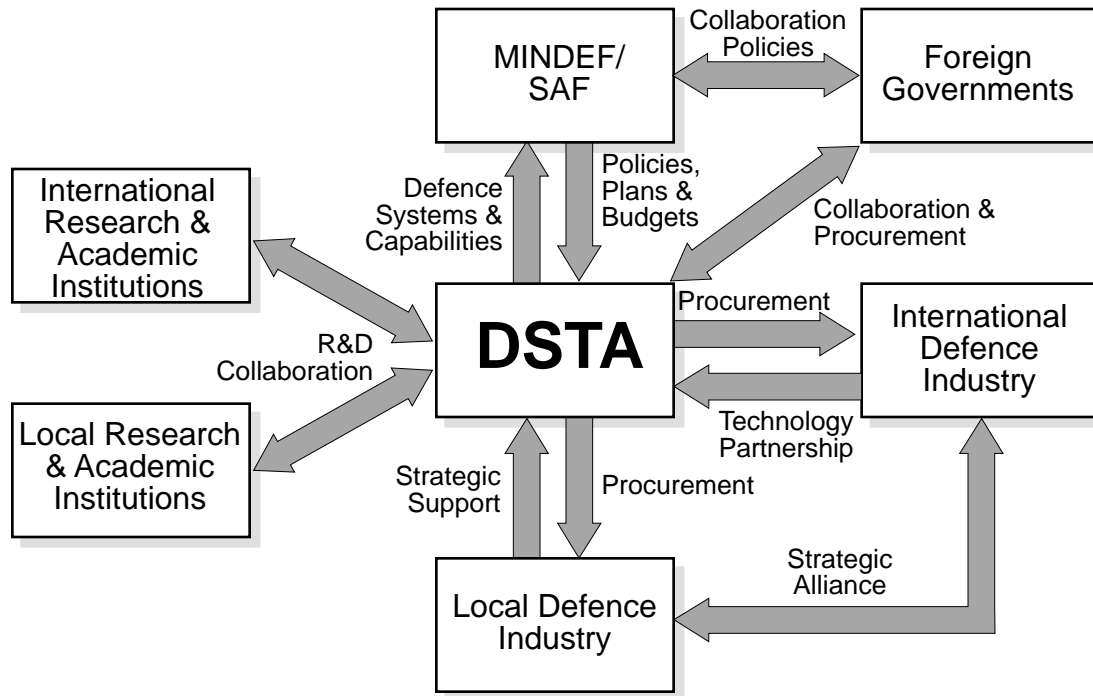 MINDEF/
SAF
Collaboration
Policies
Foreign
Governments
International
Research &
Academic
Institutions
Defence
Systems &
Capabilities
Policies,
Plans &
Budgets
Collaboration &
Procurement
DSTA
Procurement
International
Defence
Industry
R&D
Collaboration
Technology
Partnership
Local Research
& Academic
Institutions
Strategic
Support
Procurement
Strategic
Alliance
Local Defence
Industry